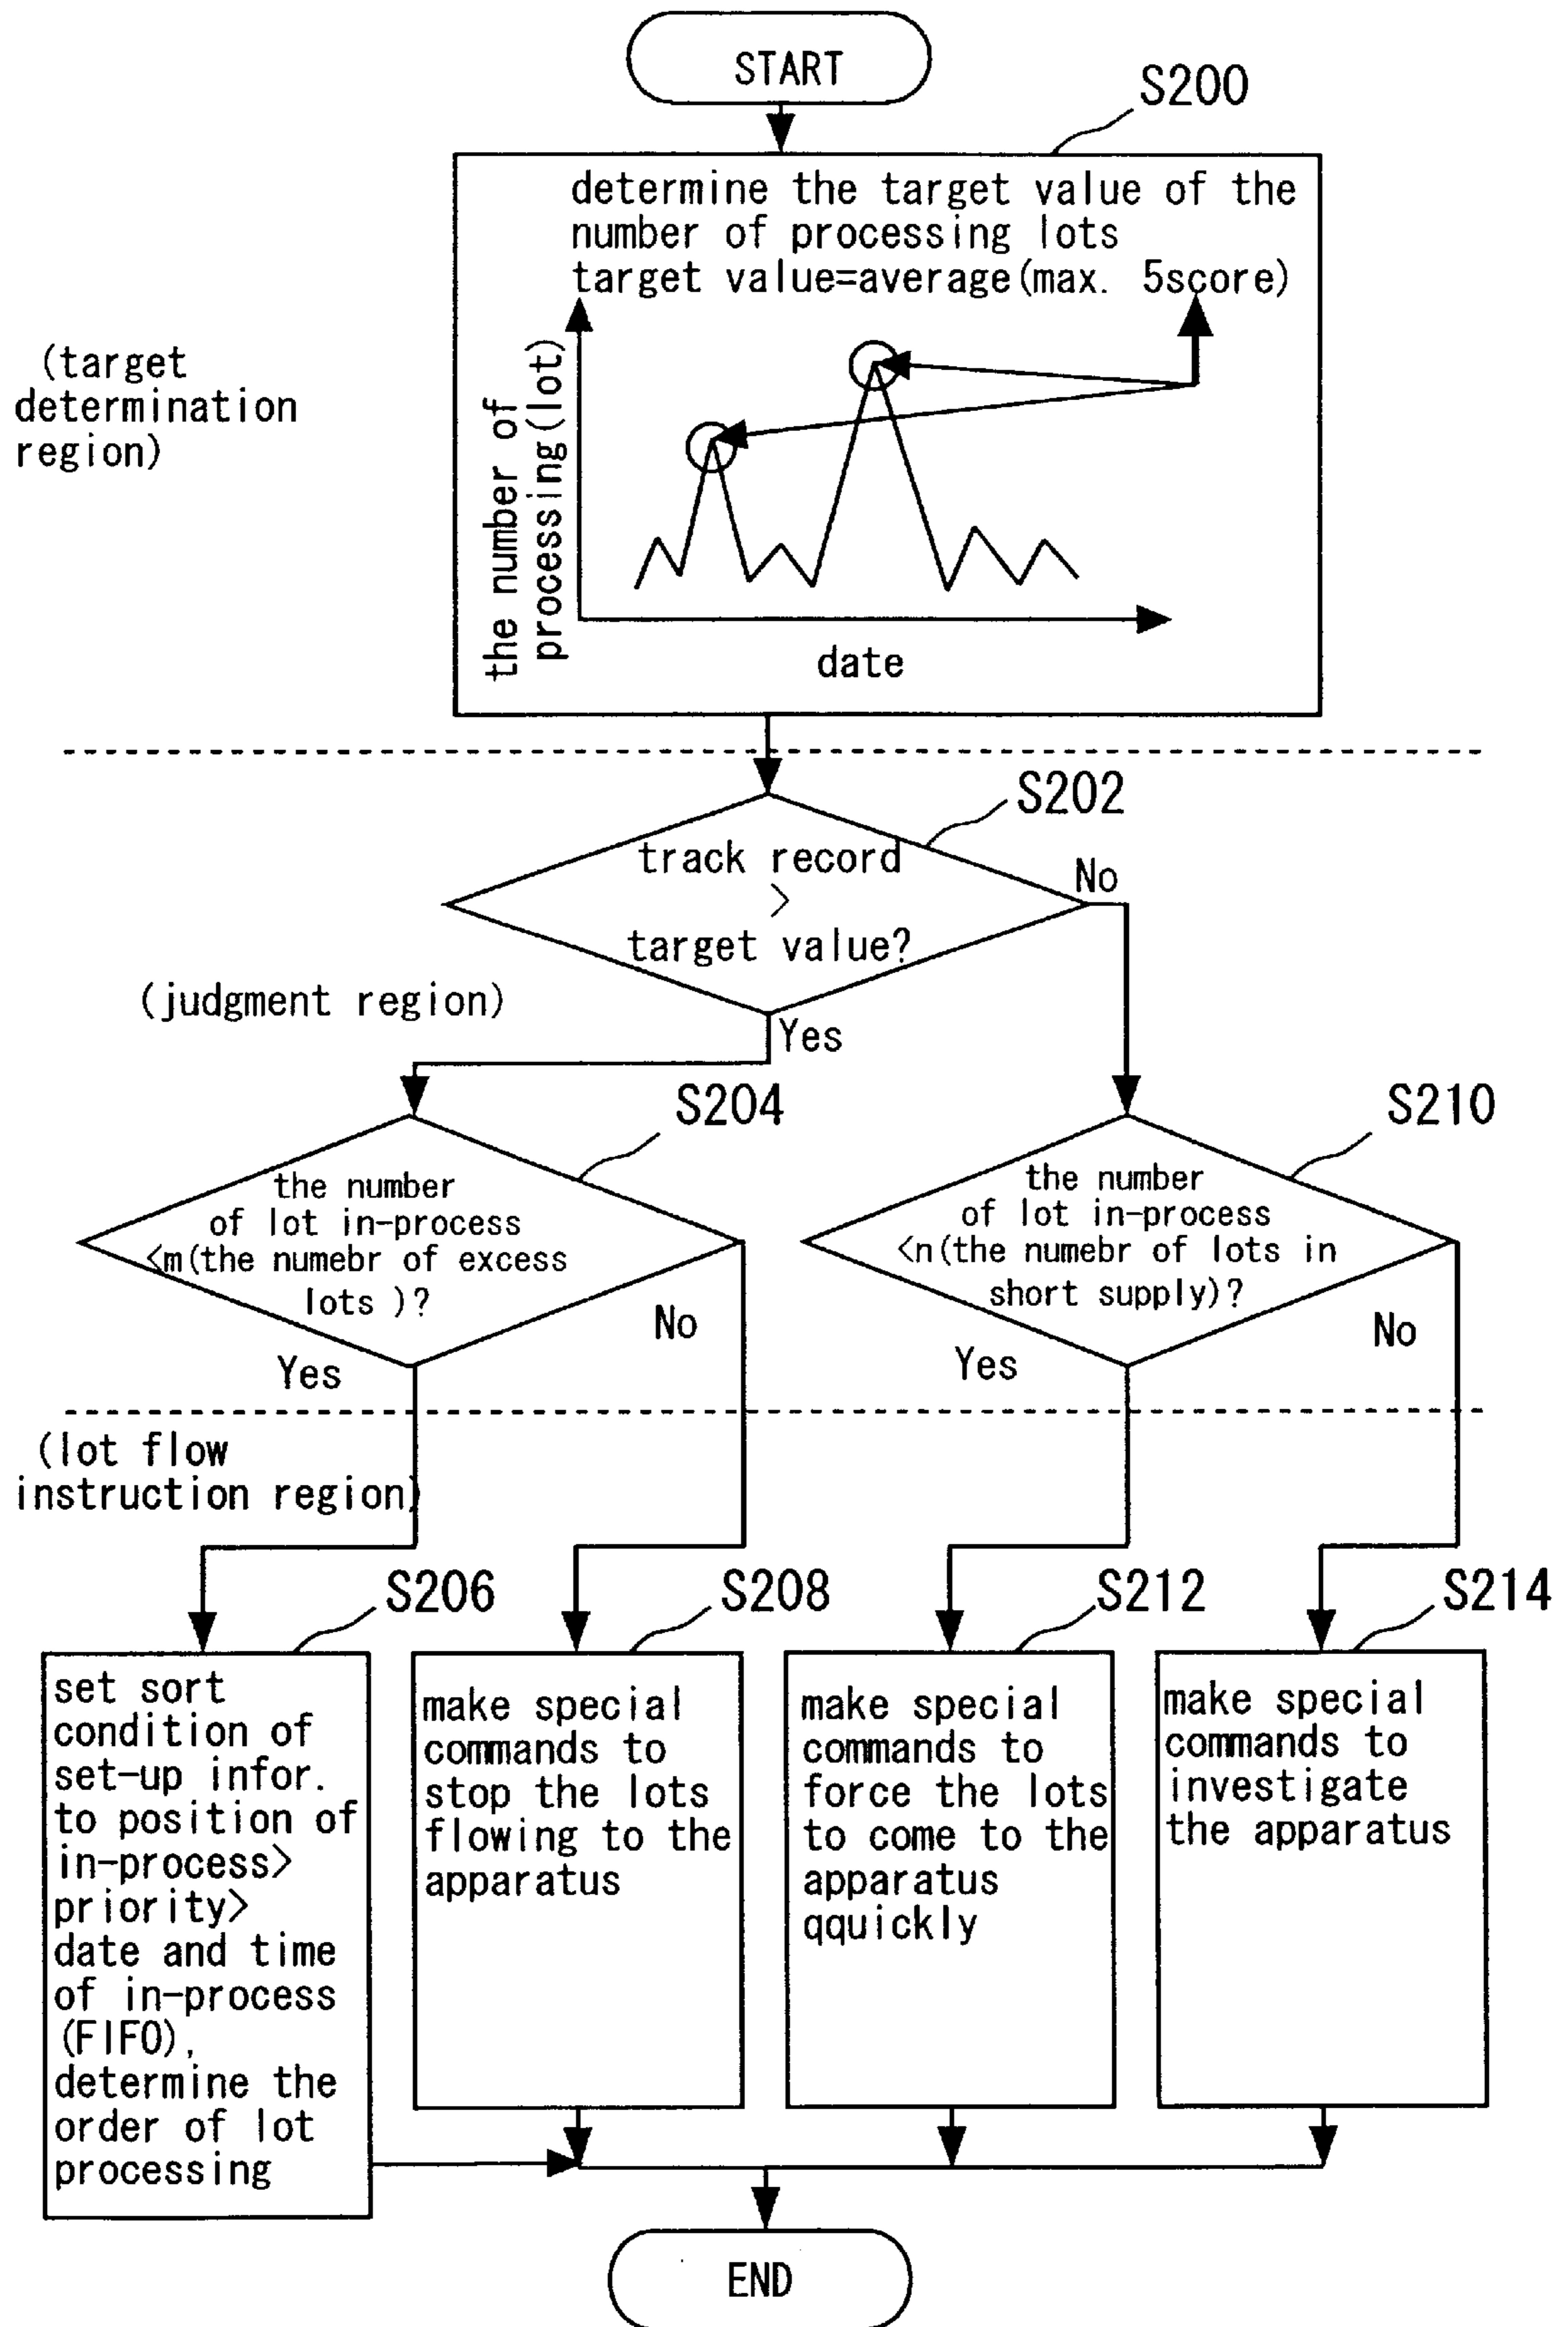 START
S200
determine the target value of the
number of processing lots
target value=average(max. 5score)
(target
determination
region)
the number of
processing(lot)
date
S202
track record
>
target value?
No
(judgment region)
Yes
S204
S210
the number
of lot in-process
<m(the numebr of excess
lots )?
No
Yes
the number
of lot in-process
<n(the numebr of lots in
short supply)?
No
Yes
(lot flow
instruction region)
S206
S208
S212
S214
set sort
condition of
set-up infor.
to position of
in-process>
priority>
date and time
of in-process
(FIFO),
determine the
order of lot
processing
make special
commands to
stop the lots
flowing to the
apparatus
make special
commands to
force the lots
to come to the
apparatus
qquickly
make special
commands to
investigate
the apparatus
END